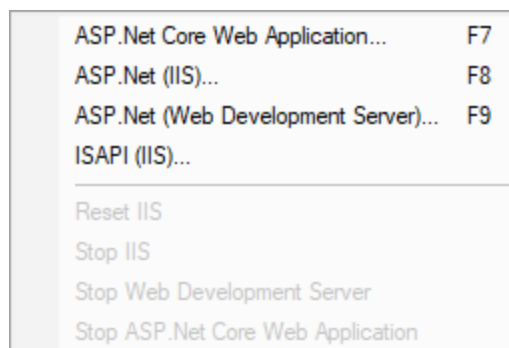 ASP.Net Core Web Application... F7
ASP.Net (IIS)... F8
ASP.Net (Web Development Server)... F9
ISAPI (IIS)...
Reset IIS
Stop IIS
Stop Web Development Server
Stop ASP.Net Core Web Application